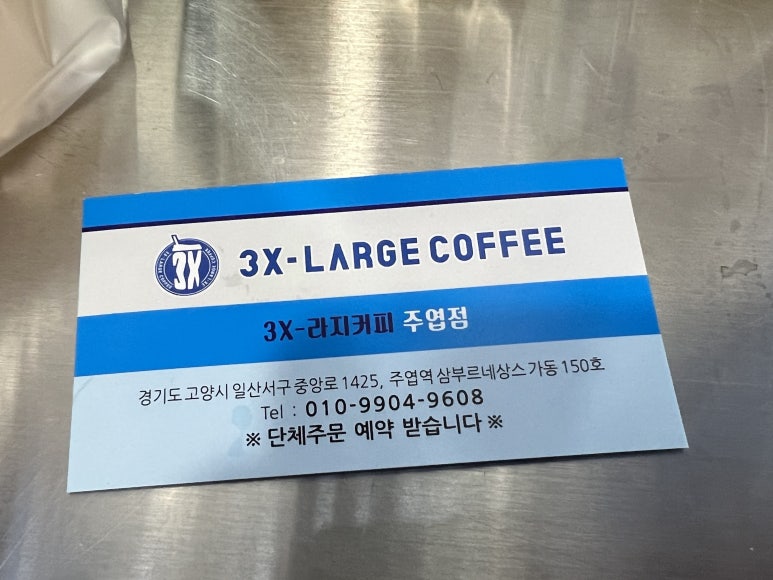 3X
3X-LARGE COFFEE
3X-라지커피 주엽점
경기도 고양시 일산서구 중앙로 1425, 주엽역 삼부르네상스 가동 150호
Tel : 010-9904-9608
※ 단체주문 예약 받습니다 ※